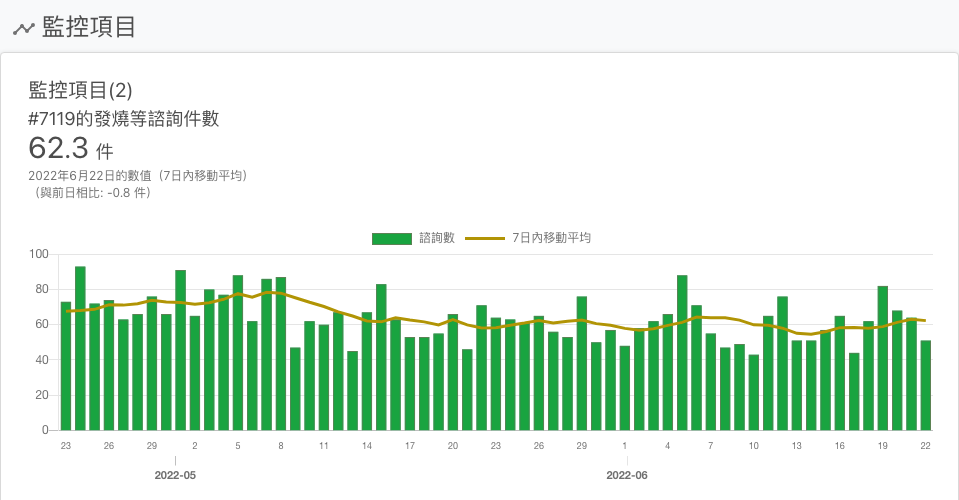 監控項目
監控項目(2)
#7119的發燒等諮詢件數
62.3 件
2022年6月22日的數值（7日內移動平均）
（與前日相比: -0.8 件）
諮詢數 7日內移動平均
100
80
60
40
20
0
23 26 29 2 5 8 11 14 17 20 23 26 29 1 4 7 10 13 16 19 22
2022-05 2022-06